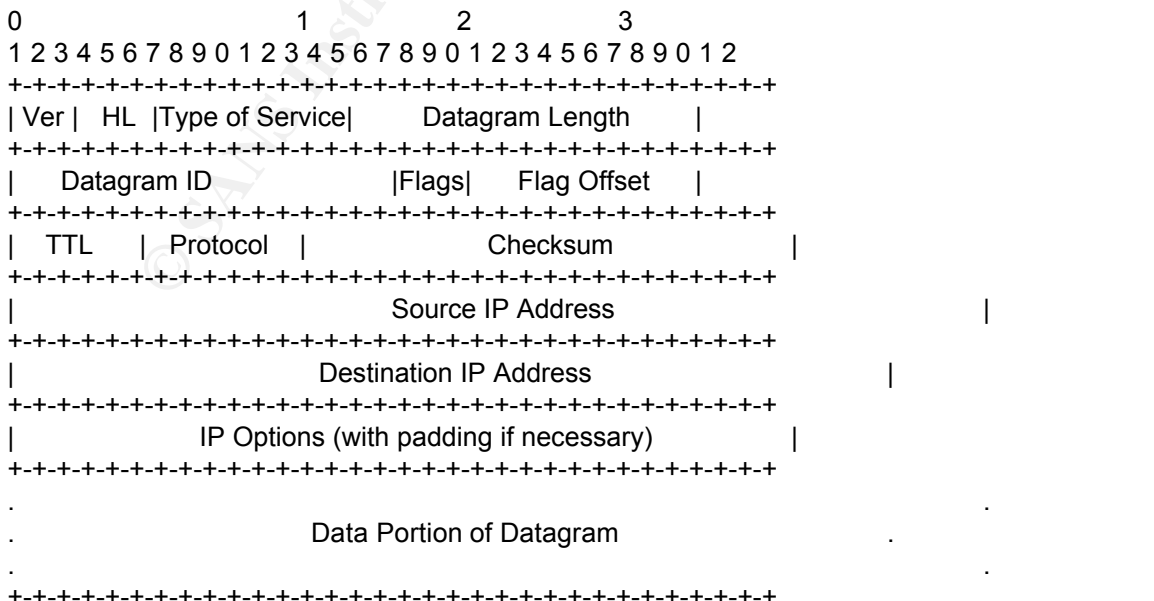 0 1 2 3
1 2 3 4 5 6 7 8 9 0 1 2 3 4 5 6 7 8 9 0 1 2 3 4 5 6 7 8 9 0 1 2
+-+-+-+-+-+-+-+-+-+-+-+-+-+-+-+-+-+-+-+-+-+-+-+-+-+-+-+-+-+-+-+-+
| Ver | HL |Type of Service| Datagram Length |
+-+-+-+-+-+-+-+-+-+-+-+-+-+-+-+-+-+-+-+-+-+-+-+-+-+-+-+-+-+-+-+-+
| Datagram ID |Flags| Flag Offset |
+-+-+-+-+-+-+-+-+-+-+-+-+-+-+-+-+-+-+-+-+-+-+-+-+-+-+-+-+-+-+-+-+
| TTL | Protocol | Checksum |
+-+-+-+-+-+-+-+-+-+-+-+-+-+-+-+-+-+-+-+-+-+-+-+-+-+-+-+-+-+-+-+-+
| Source IP Address |
+-+-+-+-+-+-+-+-+-+-+-+-+-+-+-+-+-+-+-+-+-+-+-+-+-+-+-+-+-+-+-+-+
| Destination IP Address |
+-+-+-+-+-+-+-+-+-+-+-+-+-+-+-+-+-+-+-+-+-+-+-+-+-+-+-+-+-+-+-+-+
| IP Options (with padding if necessary) |
+-+-+-+-+-+-+-+-+-+-+-+-+-+-+-+-+-+-+-+-+-+-+-+-+-+-+-+-+-+-+-+-+
. .
. Data Portion of Datagram .
. .
+-+-+-+-+-+-+-+-+-+-+-+-+-+-+-+-+-+-+-+-+-+-+-+-+-+-+-+-+-+-+-+-+
© SANS Insti